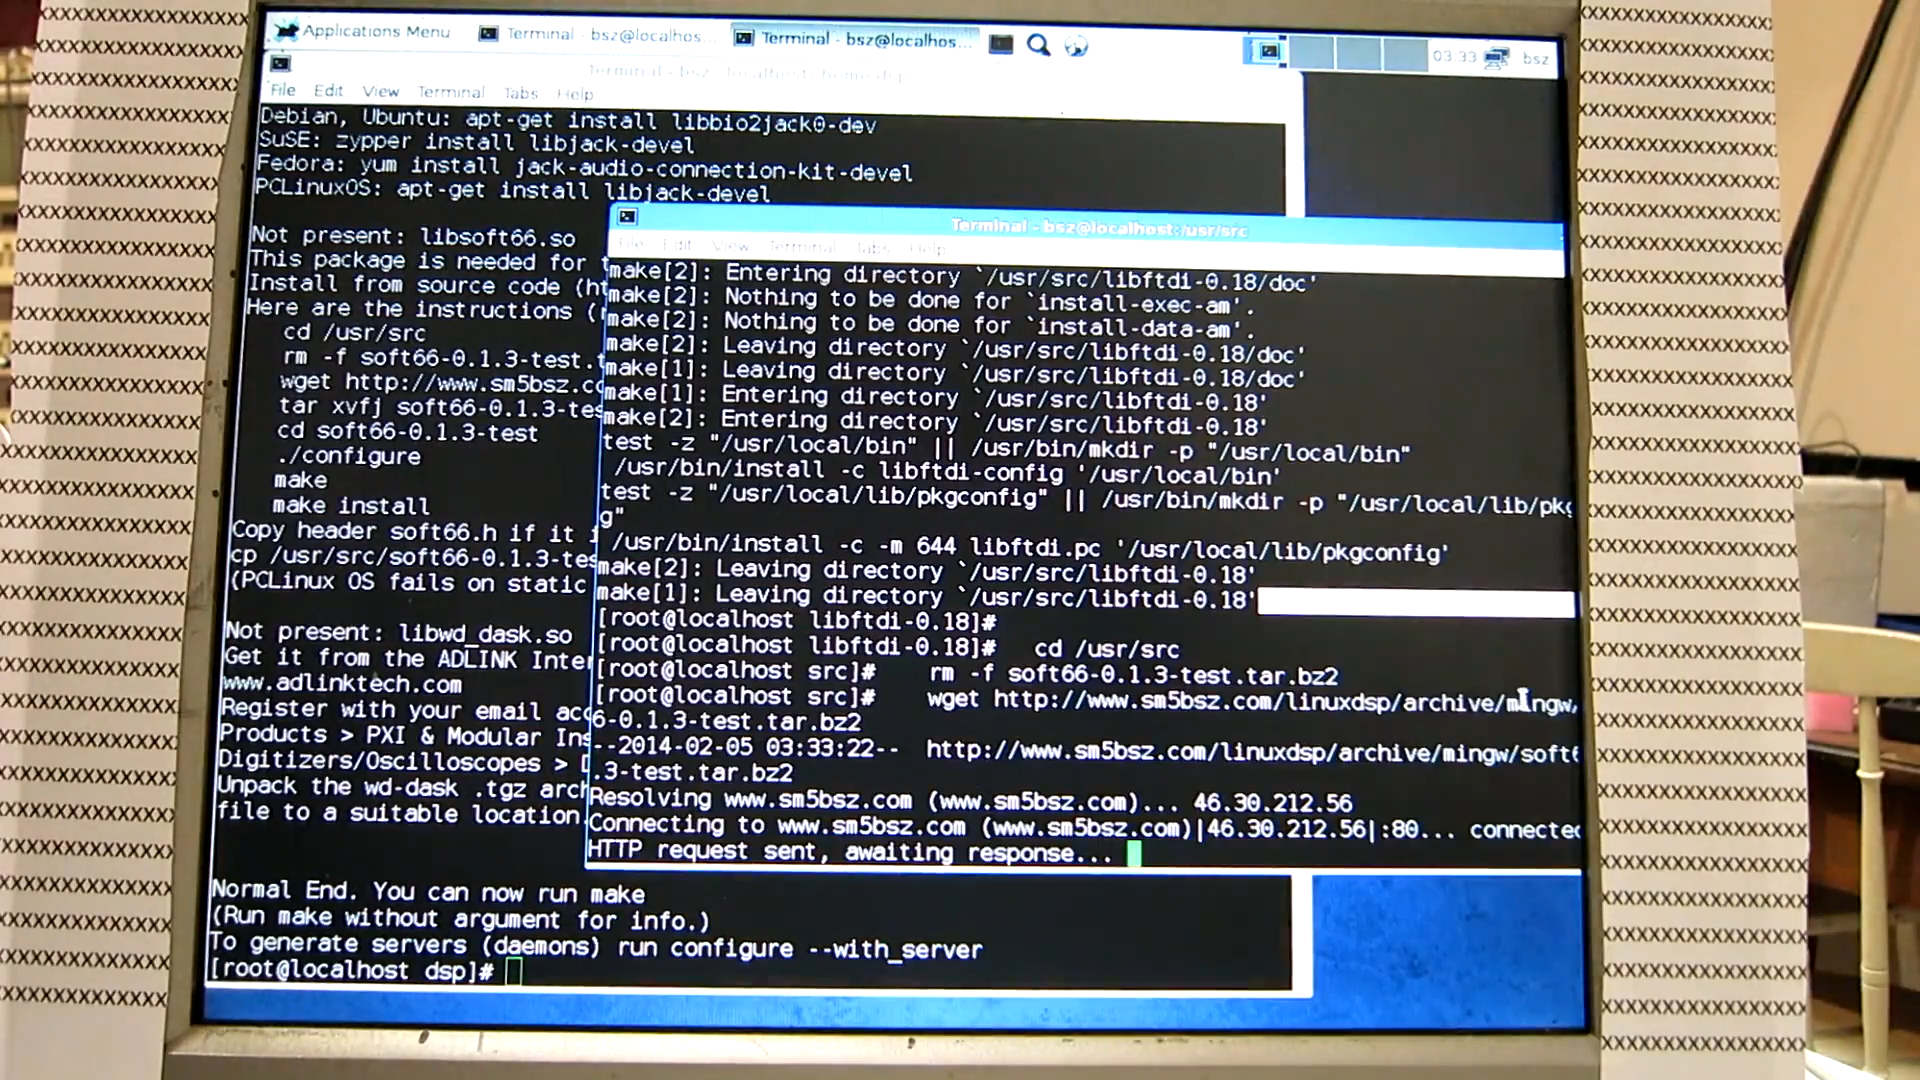 Applications Menu
Terminal - bsz@localhos...
Terminal - bsz@localhos...
03:33
bsz
File Edit View Terminal Tabs Help
Debian, Ubuntu: apt-get install libbio2jack0-dev
SuSE: zypper install libjack-devel
Fedora: yum install jack-audio-connection-kit-devel
PCLinuxOS: apt-get install libjack-devel
Not present: libsoft66.so
This package is needed for
Install from source code (ht
Here are the instructions (
cd /usr/src
rm -f soft66-0.1.3-test.
wget http://www.sm5bsz.co
tar xvfj soft66-0.1.3-tes
cd soft66-0.1.3-test
./configure
make
make install
Copy header soft66.h if it
cp /usr/src/soft66-0.1.3-tes
(PCLinux OS fails on static
Not present: libwd_dask.so
Get it from the ADLINK Inter
www.adlinktech.com
Register with your email acc
Products > PXI & Modular Ins
Digitizers/Oscilloscopes >
Unpack the wd-dask .tgz arch
file to a suitable location.
Normal End. You can now run make
(Run make without argument for info.)
To generate servers (daemons) run configure --with_server
[root@localhost dsp]#
Terminal - bsz@localhost:/usr/src
File Edit View Terminal Tabs Help
make[2]: Entering directory `/usr/src/libftdi-0.18/doc'
make[2]: Nothing to be done for `install-exec-am'.
make[2]: Nothing to be done for `install-data-am'.
make[2]: Leaving directory `/usr/src/libftdi-0.18/doc'
make[1]: Leaving directory `/usr/src/libftdi-0.18/doc'
make[1]: Entering directory `/usr/src/libftdi-0.18'
make[2]: Entering directory `/usr/src/libftdi-0.18'
test -z "/usr/local/bin" || /usr/bin/mkdir -p "/usr/local/bin"
/usr/bin/install -c libftdi-config '/usr/local/bin'
test -z "/usr/local/lib/pkgconfig" || /usr/bin/mkdir -p "/usr/local/lib/pkg
g"
/usr/bin/install -c -m 644 libftdi.pc '/usr/local/lib/pkgconfig'
make[2]: Leaving directory `/usr/src/libftdi-0.18'
make[1]: Leaving directory `/usr/src/libftdi-0.18'
[root@localhost libftdi-0.18]#
[root@localhost libftdi-0.18]# cd /usr/src
[root@localhost src]# rm -f soft66-0.1.3-test.tar.bz2
[root@localhost src]# wget http://www.sm5bsz.com/linuxdsp/archive/mingw/
6-0.1.3-test.tar.bz2
--2014-02-05 03:33:22-- http://www.sm5bsz.com/linuxdsp/archive/mingw/soft6
.3-test.tar.bz2
Resolving www.sm5bsz.com (www.sm5bsz.com)... 46.30.212.56
Connecting to www.sm5bsz.com (www.sm5bsz.com)|46.30.212.56|:80... connected
HTTP request sent, awaiting response...